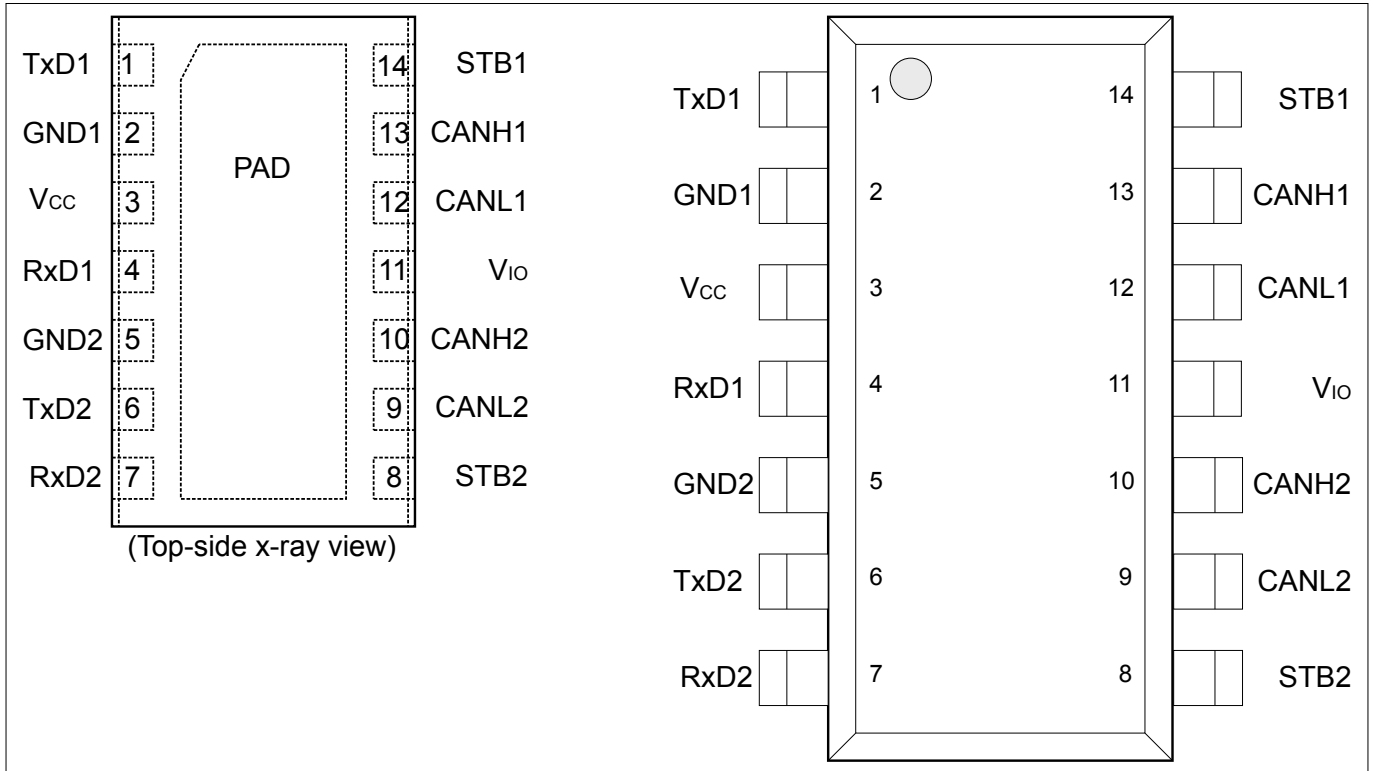 TxD1 1 14 STB1
GND1 2 13 CANH1
PAD
VCC 3 12 CANL1
RxD1 4 11 VIO
GND2 5 10 CANH2
TxD2 6 9 CANL2
RxD2 7 8 STB2
(Top-side x-ray view)
TxD1 1 14 STB1
GND1 2 13 CANH1
VCC 3 12 CANL1
RxD1 4 11 VIO
GND2 5 10 CANH2
TxD2 6 9 CANL2
RxD2 7 8 STB2